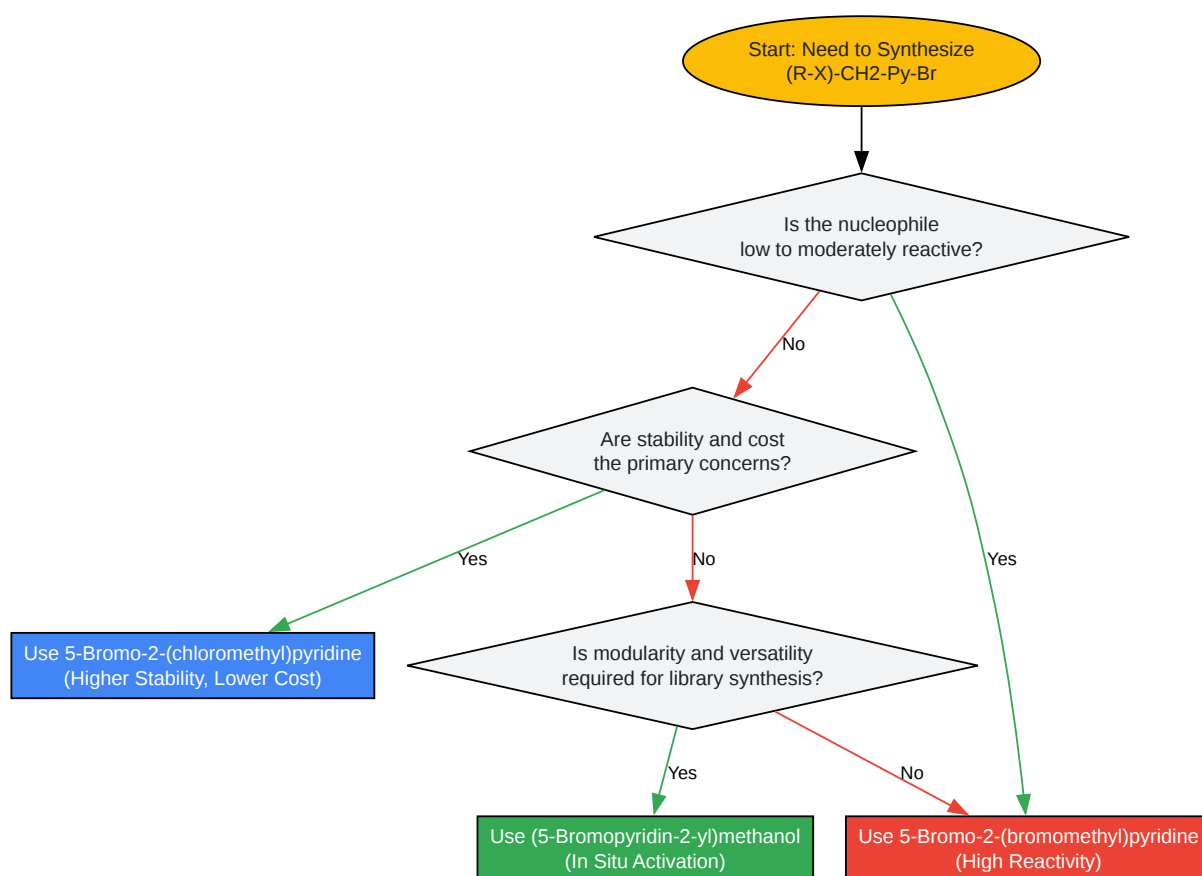 Start: Need to Synthesize
(R-X)-CH2-Py-Br
Is the nucleophile
low to moderately reactive?
No
Are stability and cost
the primary concerns?
Yes
No
Yes
Use 5-Bromo-2-(chloromethyl)pyridine
(Higher Stability, Lower Cost)
Is modularity and versatility
required for library synthesis?
Yes
No
Use (5-Bromopyridin-2-yl)methanol
(In Situ Activation)
Use 5-Bromo-2-(bromomethyl)pyridine
(High Reactivity)